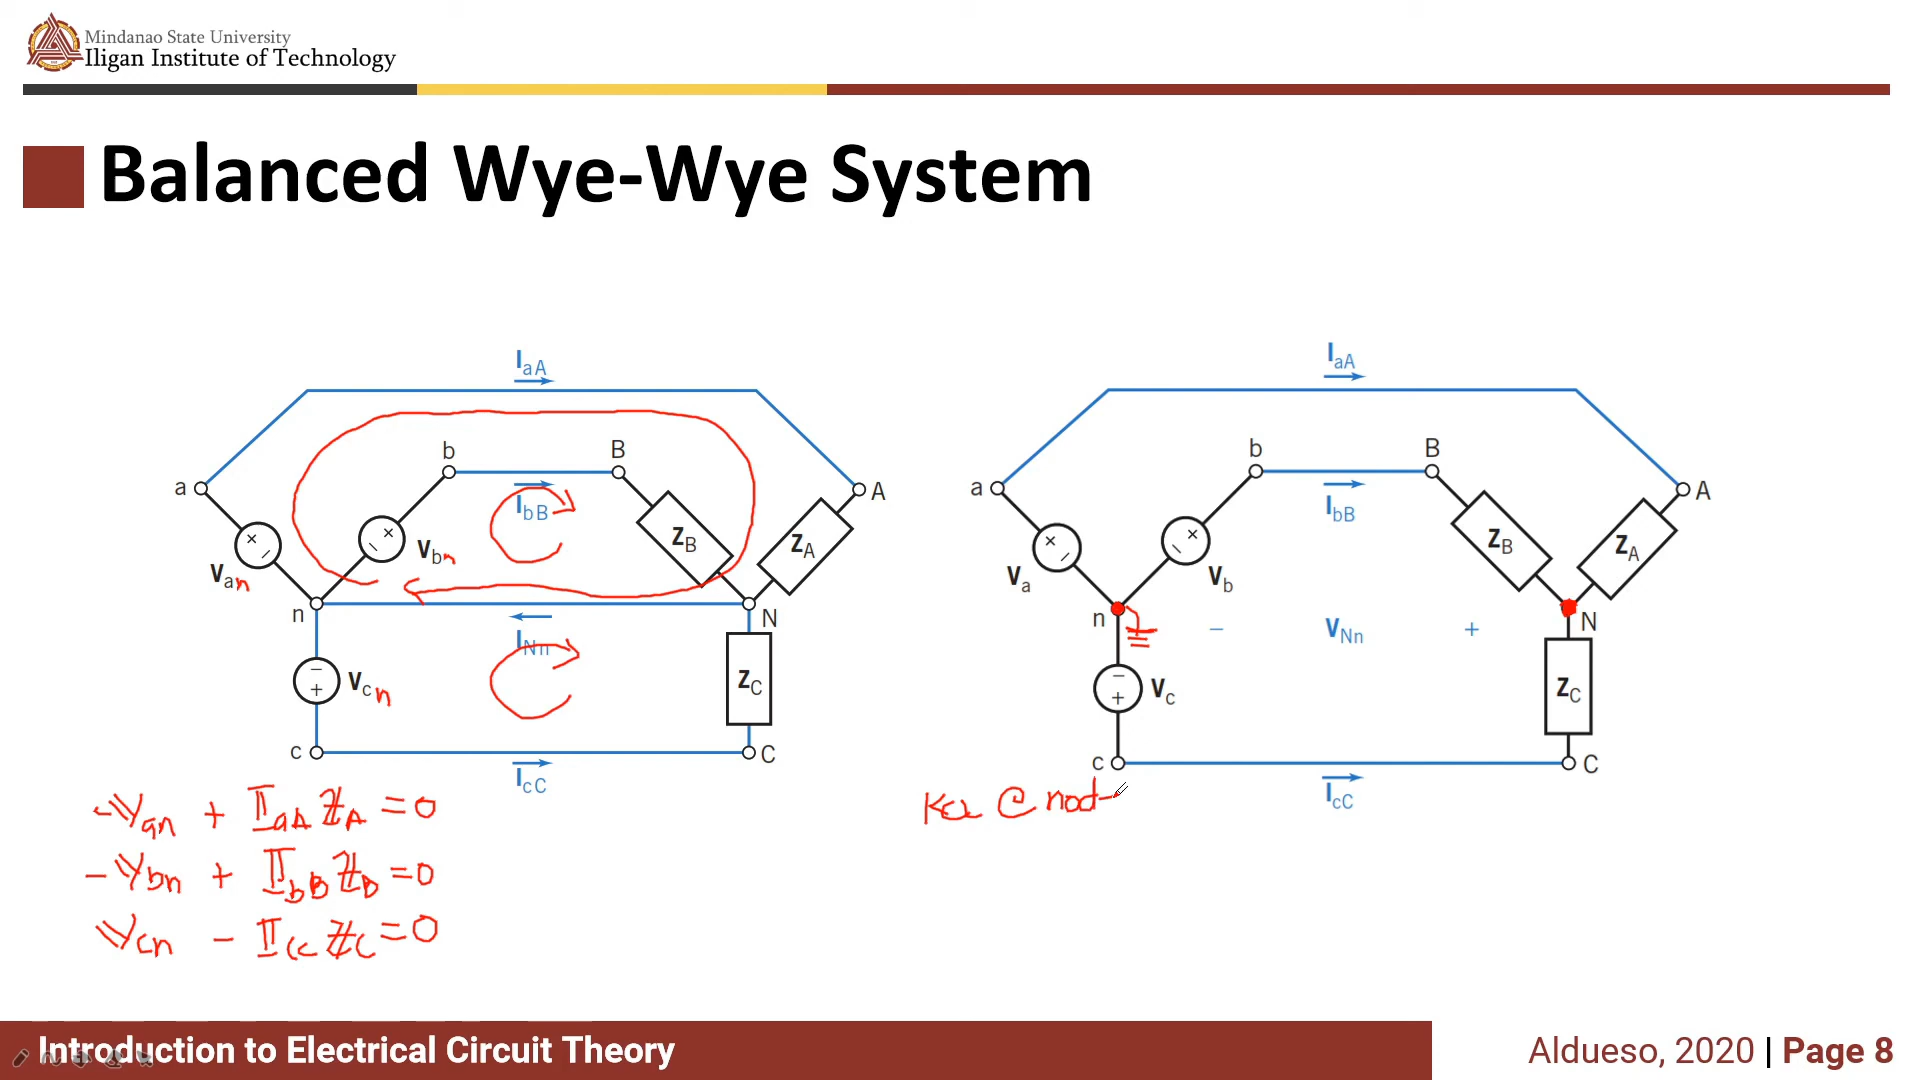 Mindanao State University
Iligan Institute of Technology
Balanced Wye-Wye System
IaA
b
B
a
A
IbB
ZB
ZA
Vbn
Van
n
N
INn
Vcn
ZC
c
C
IcC
-Van + IaA ZA = 0
-Vbn + IbB ZB = 0
Vcn - IcC ZC = 0
IaA
b
B
a
A
IbB
ZB
ZA
Va
Vb
n
- VNn +
N
Vc
ZC
c
C
IcC
KCL @ nod
Introduction to Electrical Circuit Theory
Aldueso, 2020 | Page 8